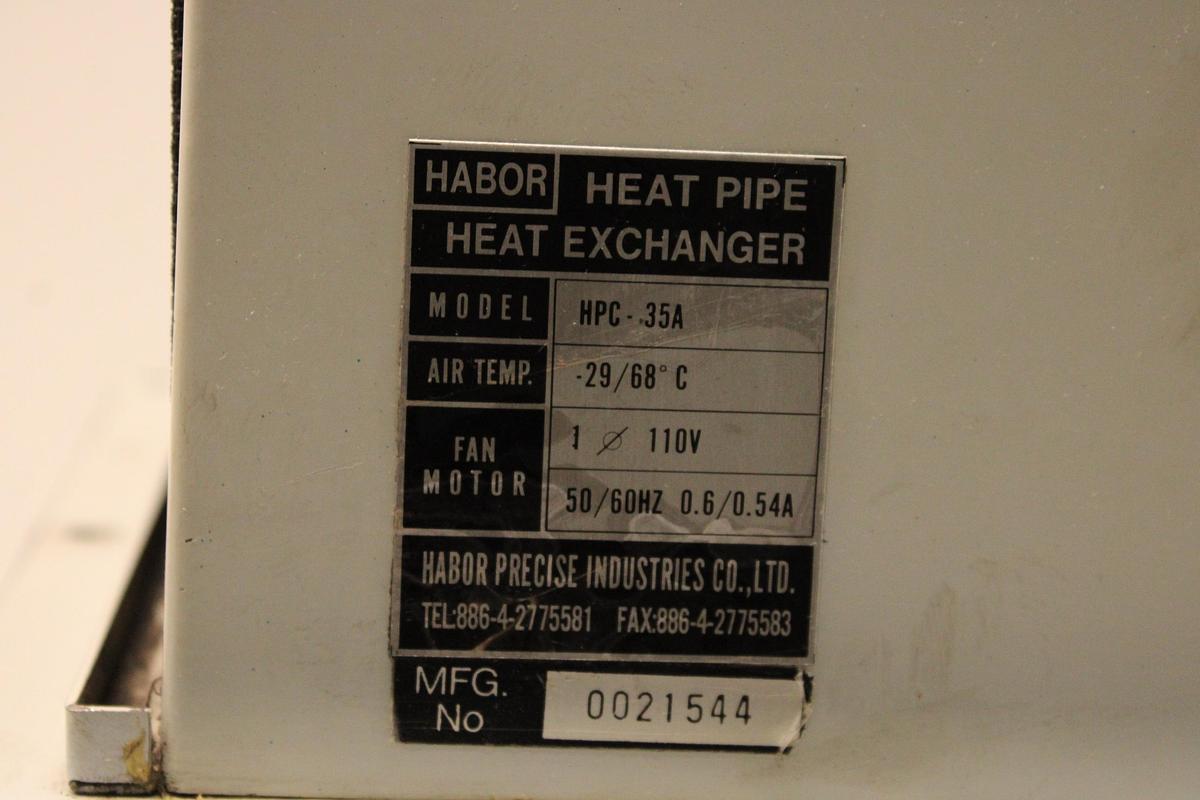 HABOR HEAT PIPE
HEAT EXCHANGER
MODEL HPC-.35A
AIR TEMP. -29/68°C
FAN MOTOR 1 ∅ 110V
50/60HZ 0.6/0.54A
HABOR PRECISE INDUSTRIES CO.,LTD.
TEL:886-4-2775581 FAX:886-4-2775583
MFG. No 0021544